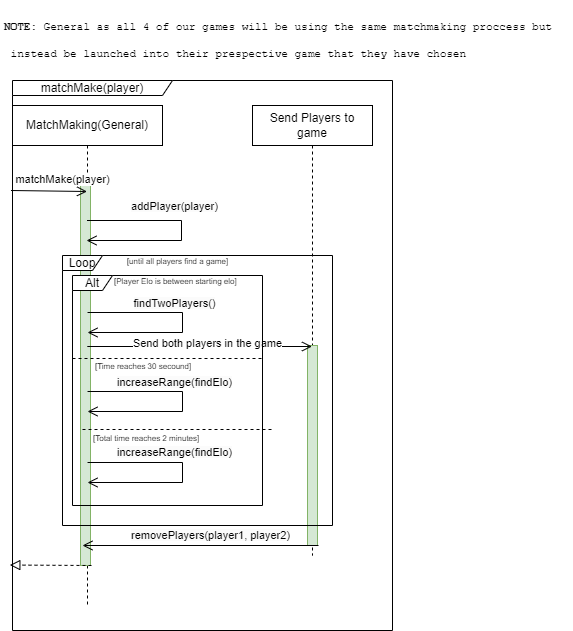 NOTE: General as all 4 of our games will be using the same matchmaking proccess but
instead be launched into their prespective game that they have chosen
matchMake(player)
MatchMaking(General)
Send Players to
game
matchMake(player)
addPlayer(player)
Loop
[until all players find a game]
Alt
[Player Elo is between starting elo]
findTwoPlayers()
Send both players in the game
[Time reaches 30 secound]
increaseRange(findElo)
[Total time reaches 2 minutes]
increaseRange(findElo)
removePlayers(player1, player2)